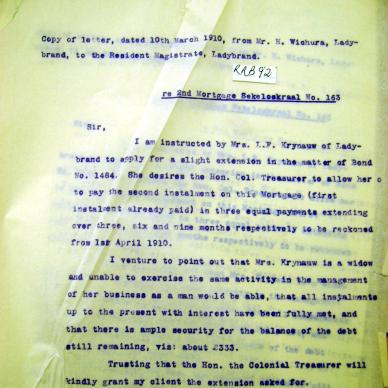 Copy of letter, dated 10th March 1910, from Mr. H. Wichura, Lady-
brand, to the Resident Magistrate, Ladybrand.
RRB92
re 2nd Mortgage Sekeloskraal No. 163
Sir,
I am instructed by Mrs. L.F. Krynauw of Lady-
brand to apply for a slight extension in the matter of Bond
No. 1484. She desires the Hon. Col. Treasurer to allow her
to pay the second instalment on this Mortgage (first
instalment already paid) in three equal payments extending
over three, six and nine months respectively to be reckoned
from 1st April 1910.
I venture to point out that Mrs. Krynauw is a widow
and unable to exercise the same activity in the management
of her business as a man would be able, that all instalments
up to the present with interest have been fully met, and
that there is ample security for the balance of the debt
still remaining, viz: about £333.
Trusting that the Hon. the Colonial Treasurer will
kindly grant my client the extension asked for.